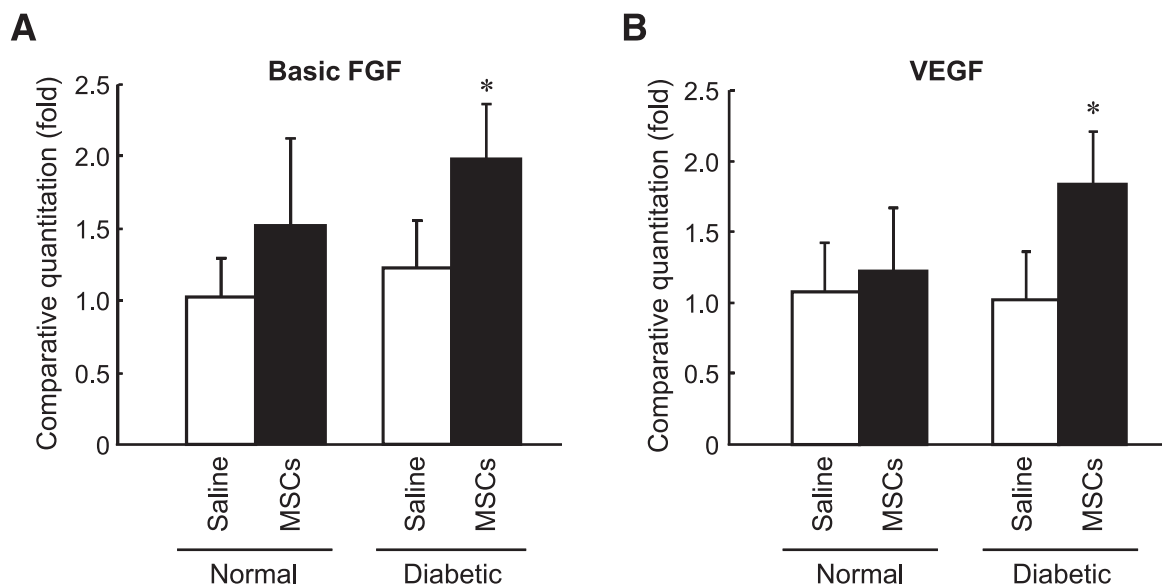 A
Basic FGF
Comparative quantitation (fold)
2.5
2.0
1.5
1.0
0.5
0
*
Saline
MSCs
Saline
MSCs
Normal
Diabetic
B
VEGF
Comparative quantitation (fold)
2.5
2.0
1.5
1.0
0.5
0
*
Saline
MSCs
Saline
MSCs
Normal
Diabetic